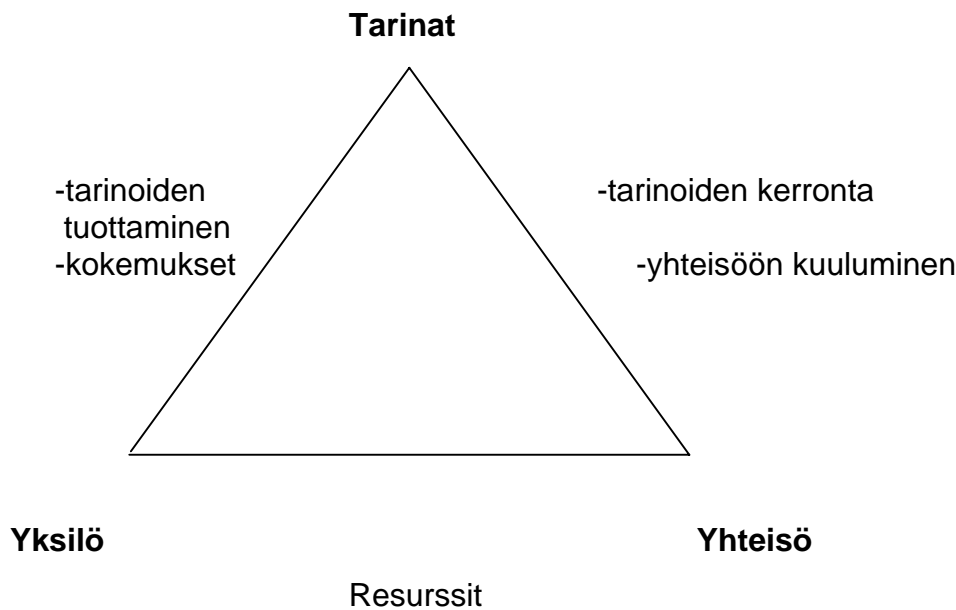 Tarinat
-tarinoiden
tuottaminen
-kokemukset
-tarinoiden kerronta
-yhteisöön kuuluminen
Yksilö
Yhteisö
Resurssit